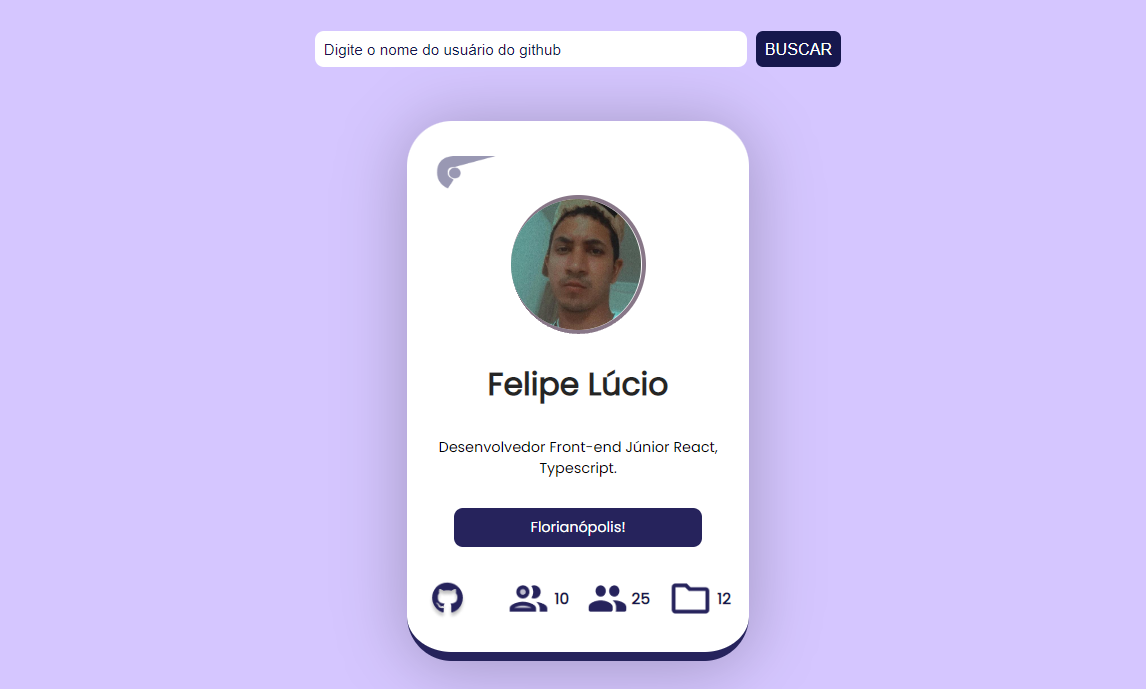 Digite o nome do usuário do github
BUSCAR
Felipe Lúcio
Desenvolvedor Front-end Júnior React,
Typescript.
Florianópolis!
10 25 12